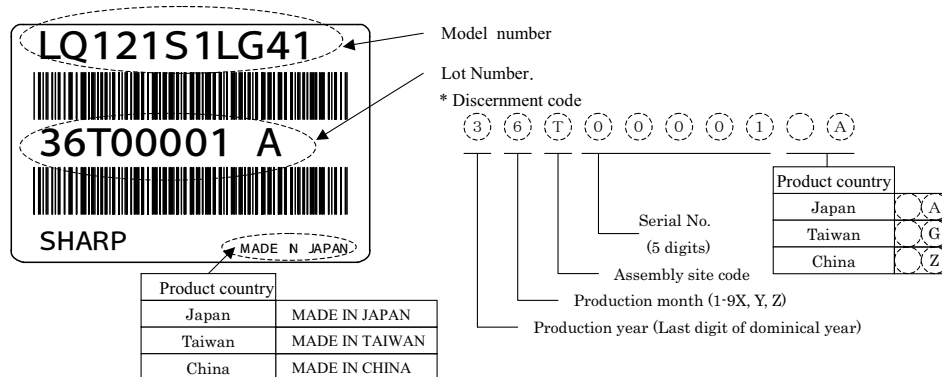 LQ121S1LG41
36T00001 A
SHARP
MADE IN JAPAN
Model number
Lot Number.
* Discernment code
3 6 T 0 0 0 0 1 A
Product country
Japan A
Taiwan G
China Z
Serial No.
(5 digits)
Assembly site code
Production month (1-9X, Y, Z)
Production year (Last digit of dominical year)
Product country
Japan MADE IN JAPAN
Taiwan MADE IN TAIWAN
China MADE IN CHINA